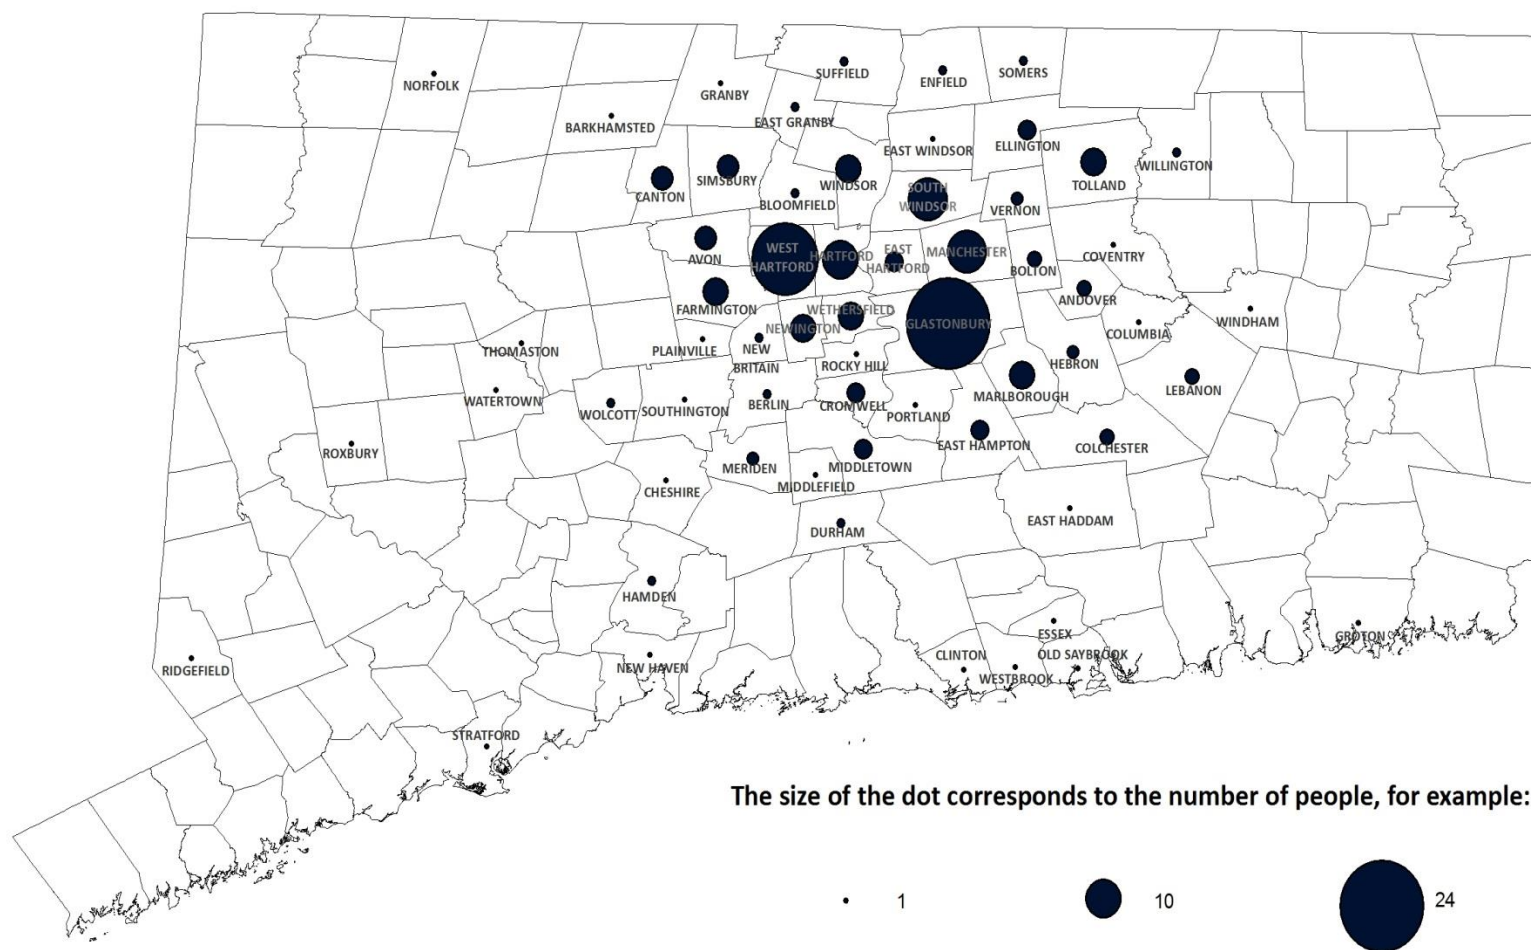 SUFFIELD
ENFIELD
SOMERS
NORFOLK
GRANBY
EAST GRANBY
BARKHAMSTED
EAST WINDSOR
ELLINGTON
WILLINGTON
TOLLAND
CANTON
SIMSBURY
WINDSOR
BLOOMFIELD
SOUTH
WINDSOR
VERNON
AVON
WEST
HARTFORD
HARTFORD
EAST
HARTFORD
MANCHESTER
BOLTON
COVENTRY
ANDOVER
FARMINGTON
WETHERSFIELD
NEWINGTON
GLASTONBURY
COLUMBIA
WINDHAM
THOMASTON
PLAINVILLE
NEW
BRITAIN
ROCKY HILL
HEBRON
WATERTOWN
WOLCOTT
SOUTHINGTON
BERLIN
CROMWELL
PORTLAND
MARLBOROUGH
LEBANON
ROXBURY
MERIDEN
MIDDLETOWN
EAST HAMPTON
COLCHESTER
CHESHIRE
MIDDLEFIELD
DURHAM
EAST HADDAM
HAMDEN
ESSEX
GROTON
RIDGEFIELD
NEW HAVEN
CLINTON
OLD SAYBROOK
WESTBROOK
STRATFORD
The size of the dot corresponds to the number of people, for example:
1
10
24